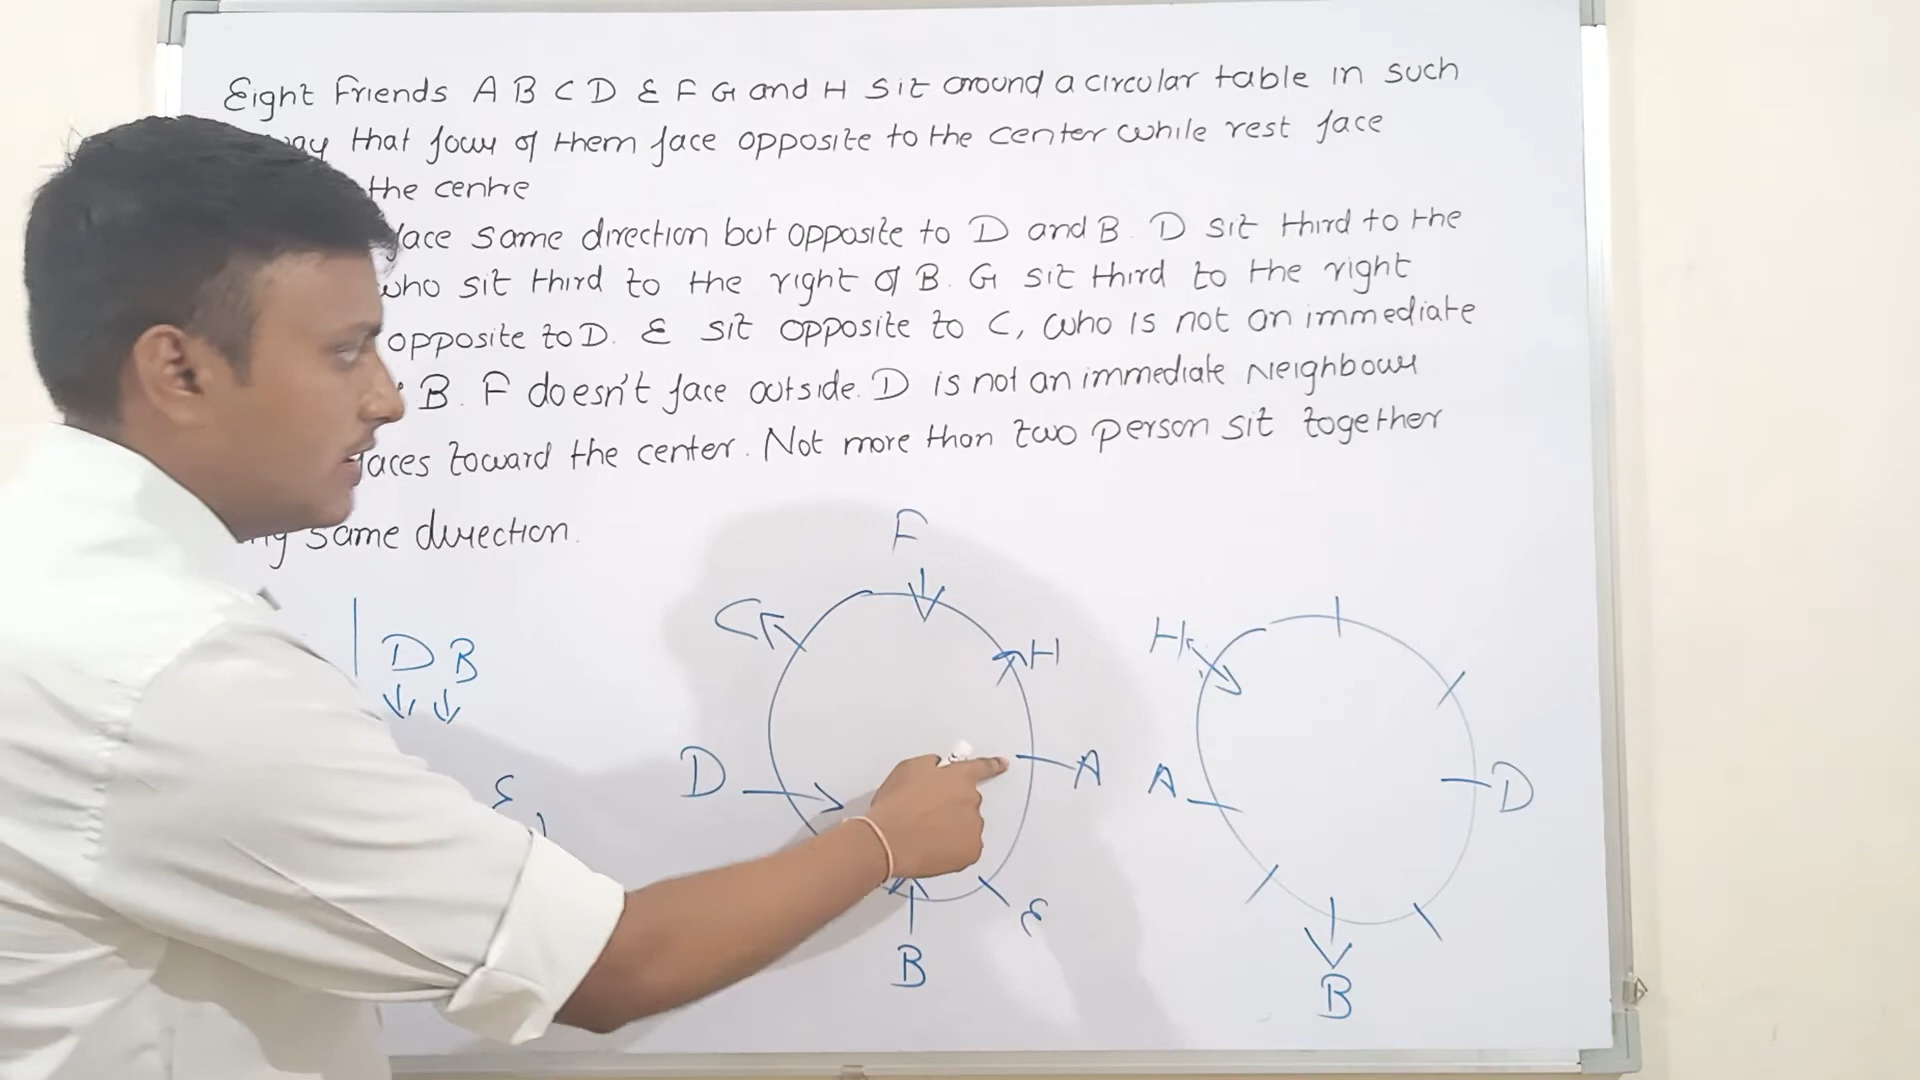 Eight Friends A B C D E F G and H sit around a circular table in such
that four of them face opposite to the center while rest face
the centre
face same direction but opposite to D and B. D sit third to the
who sit third to the right of B. G sit third to the right
opposite to D. E sit opposite to C, who is not an immediate
B. F doesn't face outside. D is not an immediate Neighbour
faces toward the center. Not more than two person sit together
same direction.
F
C
H
D B
H
D
A
A
D
E
E
B
B